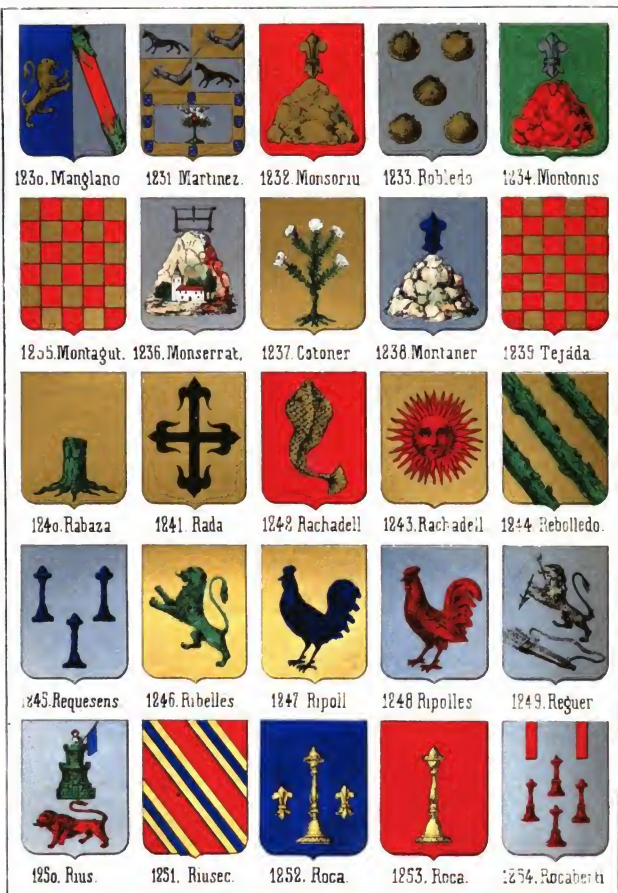 1230. Manglano
1231 Martinez.
1232. Monsoriu
1233. Robledo
1234. Montonis
1235. Montagut.
1236. Monserrat.
1237. Cotoner
1238. Montaner
1239 Tejáda
1240. Rabaza
1241. Rada
1242 Rachadell
1243. Rachadell
1244 Rebolledo.
1245. Requesens
1246. Ribelles
1247 Ripoll
1248 Ripolles
1249. Reguer
1250. Rius.
1251. Riusec.
1252. Roca.
1253. Roca.
1254. Rocaberti